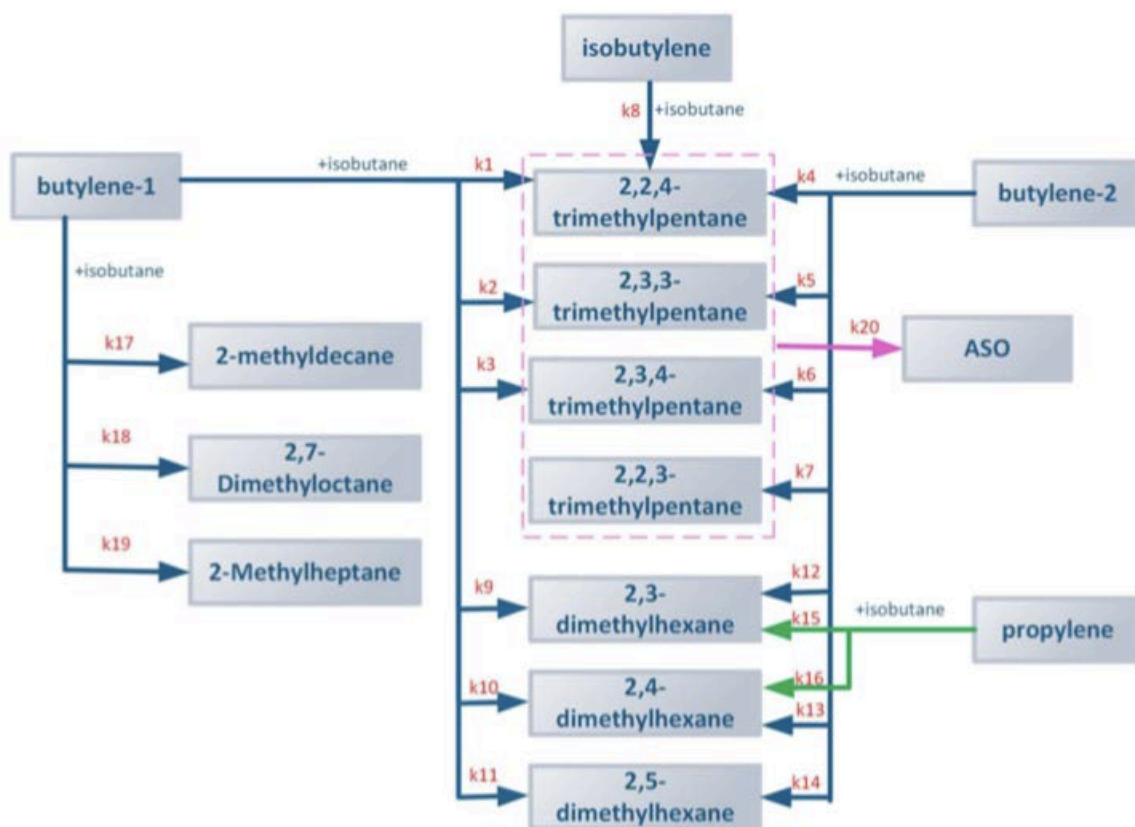 isobutylene
k8
+isobutane
+isobutane
k1
k4
+isobutane
butylene-1
2,2,4-
trimethylpentane
butylene-2
+isobutane
k2
2,3,3-
trimethylpentane
k5
k17
2-methyldecane
k3
2,3,4-
trimethylpentane
k6
k20
ASO
k18
2,7-
Dimethyloctane
2,2,3-
trimethylpentane
k7
k19
2-Methylheptane
k9
2,3-
dimethylhexane
k12
k15
+isobutane
propylene
k10
2,4-
dimethylhexane
k16
k13
k11
2,5-
dimethylhexane
k14